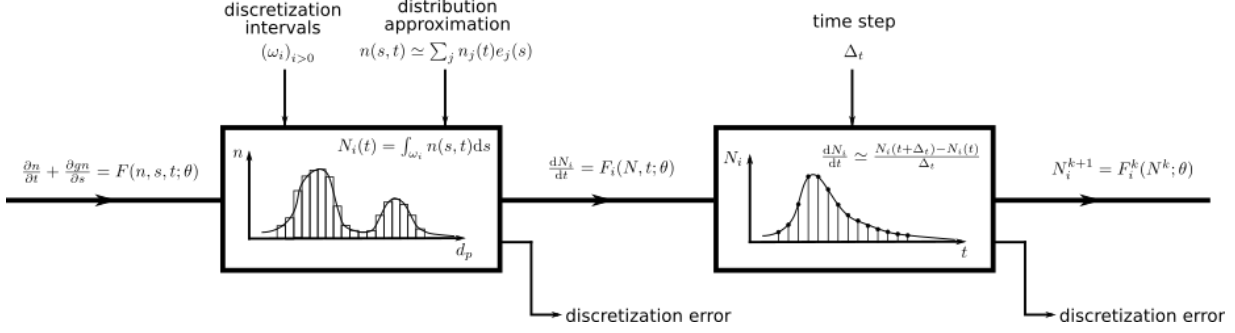 discretization
intervals
(ω_i)_{i>0}
distribution
approximation
n(s,t) ≃ ∑_j n_j(t)e_j(s)
time step
Δ_t
∂n/∂t + ∂gn/∂s = F(n, s, t; θ)
n
N_i(t) = ∫_{ω_i} n(s,t)ds
d_p
dN_i/dt = F_i(N, t; θ)
N_i
dN_i/dt ≃ (N_i(t+Δ_t)−N_i(t))/Δ_t
t
N_i^{k+1} = F_i^k(N^k; θ)
discretization error
discretization error